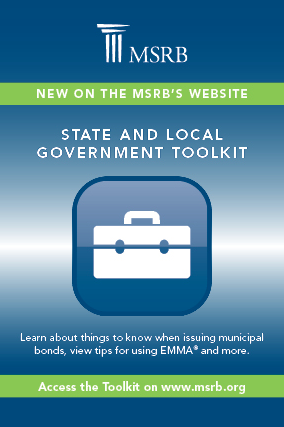 MSRB
NEW ON THE MSRB'S WEBSITE
STATE AND LOCAL
GOVERNMENT TOOLKIT
Learn about things to know when issuing municipal
bonds, view tips for using EMMA® and more.
Access the Toolkit on www.msrb.org